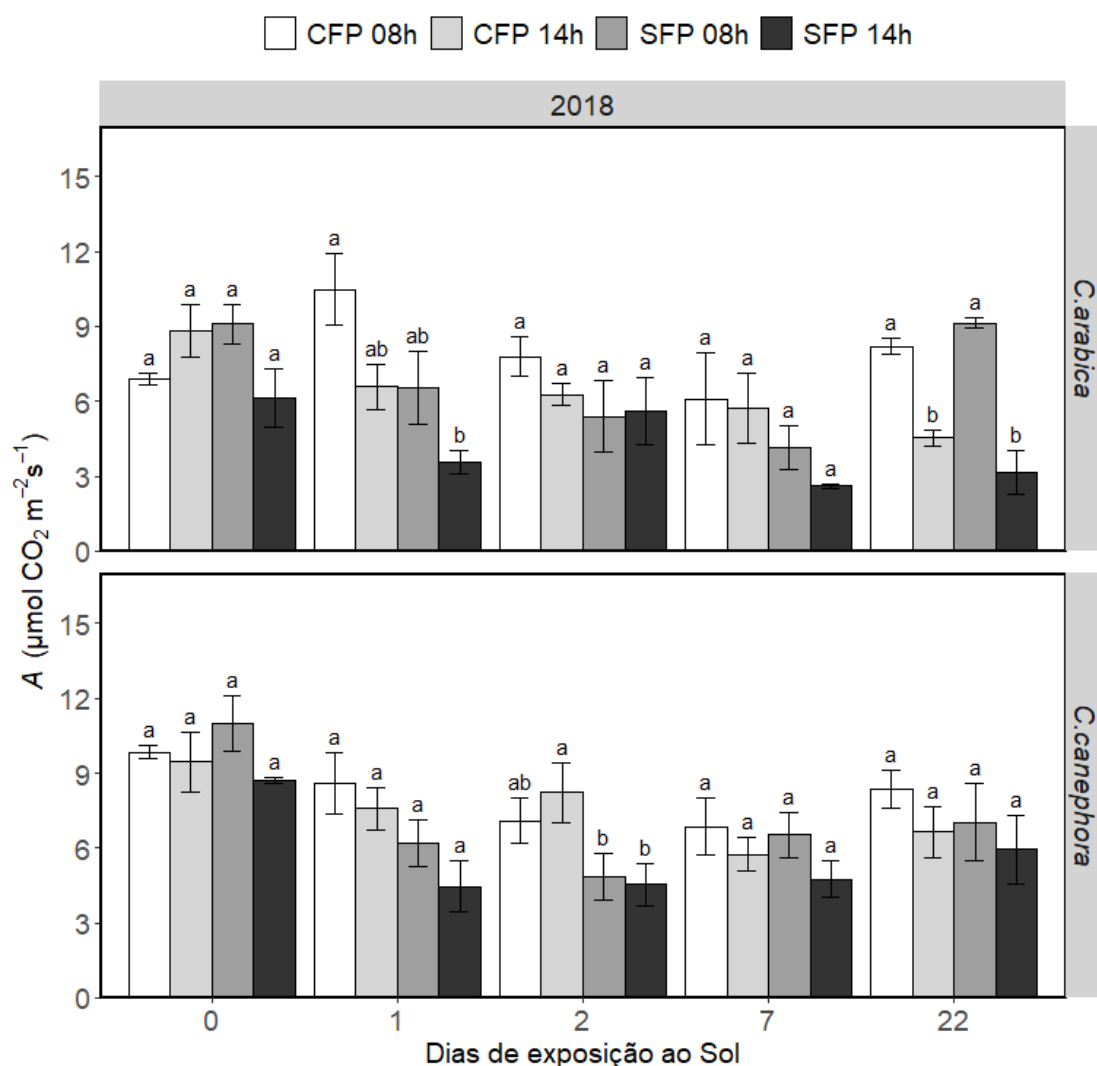 CFP 08h CFP 14h SFP 08h SFP 14h
2018
15
12
9
6
3
0
a a a a
a ab ab b
a a a a
a a a a
a b a b
C.arabica
A (µmol CO₂ m⁻²s⁻¹)
15
12
9
6
3
0
a a a a
a a a a
ab a b b
a a a a
a a a a
C.canephora
0 1 2 7 22
Dias de exposição ao Sol